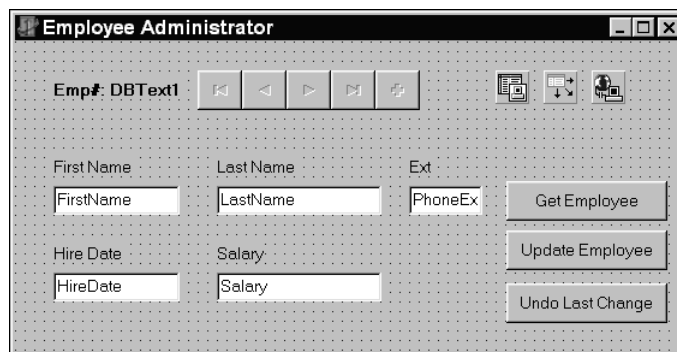 Employee Administrator
Emp#: DBText1
First Name Last Name Ext
FirstName LastName PhoneEx
Get Employee
Hire Date Salary
Update Employee
HireDate Salary
Undo Last Change